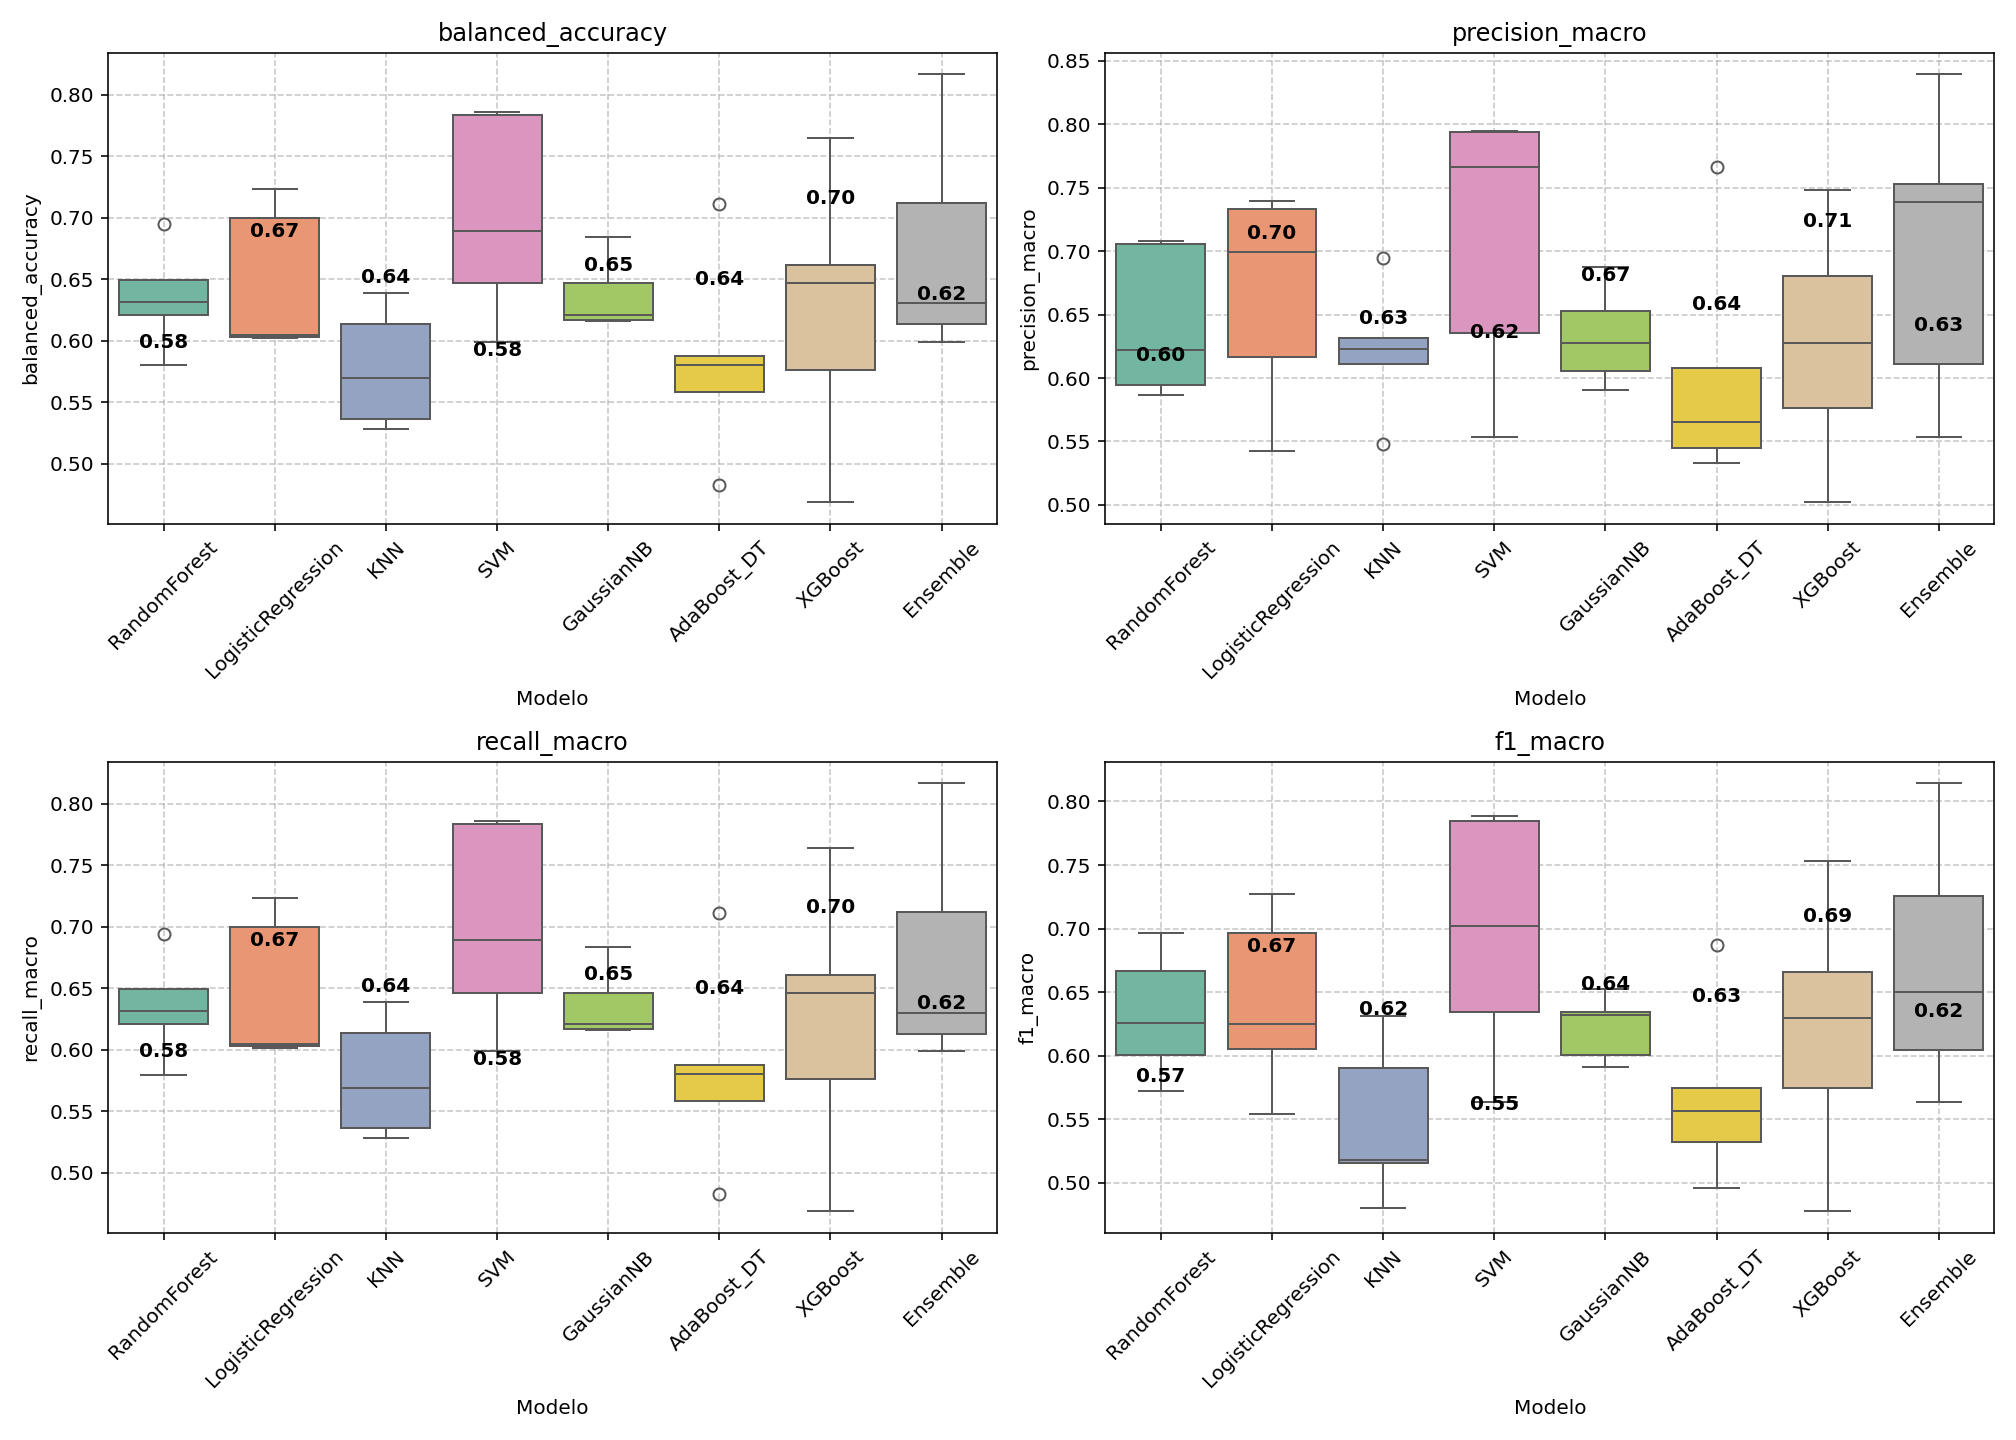 balanced_accuracy
balanced_accuracy
0.80
0.75
0.70
0.65
0.60
0.55
0.50
0.58
0.67
0.64
0.58
0.65
0.64
0.70
0.62
RandomForest
LogisticRegression
KNN
SVM
GaussianNB
AdaBoost_DT
XGBoost
Ensemble
Modelo
precision_macro
precision_macro
0.85
0.80
0.75
0.70
0.65
0.60
0.55
0.50
0.60
0.70
0.63
0.62
0.67
0.64
0.71
0.63
RandomForest
LogisticRegression
KNN
SVM
GaussianNB
AdaBoost_DT
XGBoost
Ensemble
Modelo
recall_macro
recall_macro
0.80
0.75
0.70
0.65
0.60
0.55
0.50
0.58
0.67
0.64
0.58
0.65
0.64
0.70
0.62
RandomForest
LogisticRegression
KNN
SVM
GaussianNB
AdaBoost_DT
XGBoost
Ensemble
Modelo
f1_macro
f1_macro
0.80
0.75
0.70
0.65
0.60
0.55
0.50
0.57
0.67
0.62
0.55
0.64
0.63
0.69
0.62
RandomForest
LogisticRegression
KNN
SVM
GaussianNB
AdaBoost_DT
XGBoost
Ensemble
Modelo